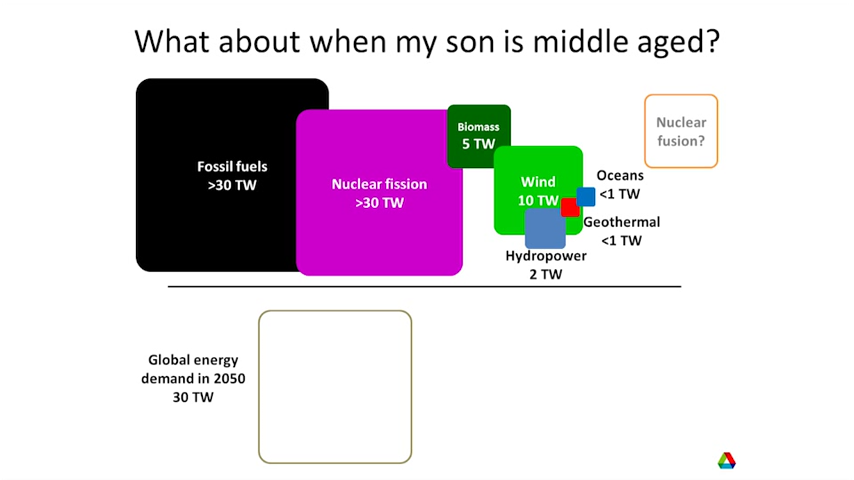 What about when my son is middle aged?
Fossil fuels
>30 TW
Nuclear fission
>30 TW
Biomass
5 TW
Wind
10 TW
Oceans
<1 TW
Geothermal
<1 TW
Hydropower
2 TW
Nuclear
fusion?
Global energy
demand in 2050
30 TW